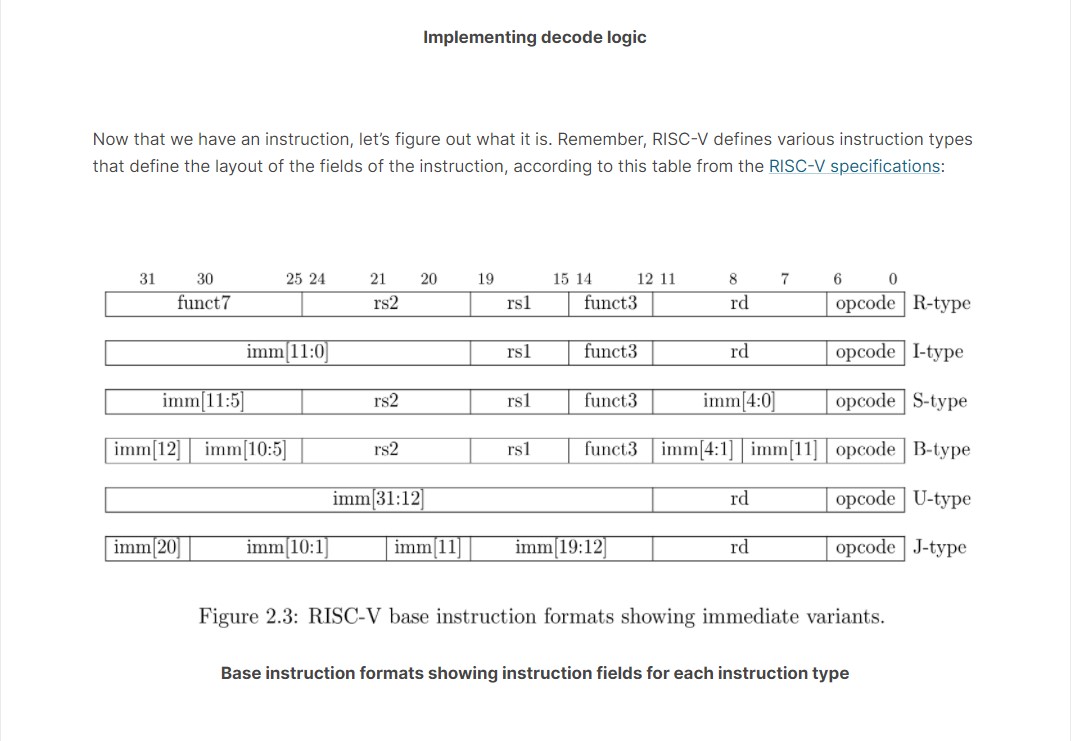 Implementing decode logic
Now that we have an instruction, let’s figure out what it is. Remember, RISC-V defines various instruction types
that define the layout of the fields of the instruction, according to this table from the RISC-V specifications:
31 30 25 24 21 20 19 15 14 12 11 8 7 6 0
funct7 rs2 rs1 funct3 rd opcode R-type
imm[11:0] rs1 funct3 rd opcode I-type
imm[11:5] rs2 rs1 funct3 imm[4:0] opcode S-type
imm[12] imm[10:5] rs2 rs1 funct3 imm[4:1] imm[11] opcode B-type
imm[31:12] rd opcode U-type
imm[20] imm[10:1] imm[11] imm[19:12] rd opcode J-type
Figure 2.3: RISC-V base instruction formats showing immediate variants.
Base instruction formats showing instruction fields for each instruction type